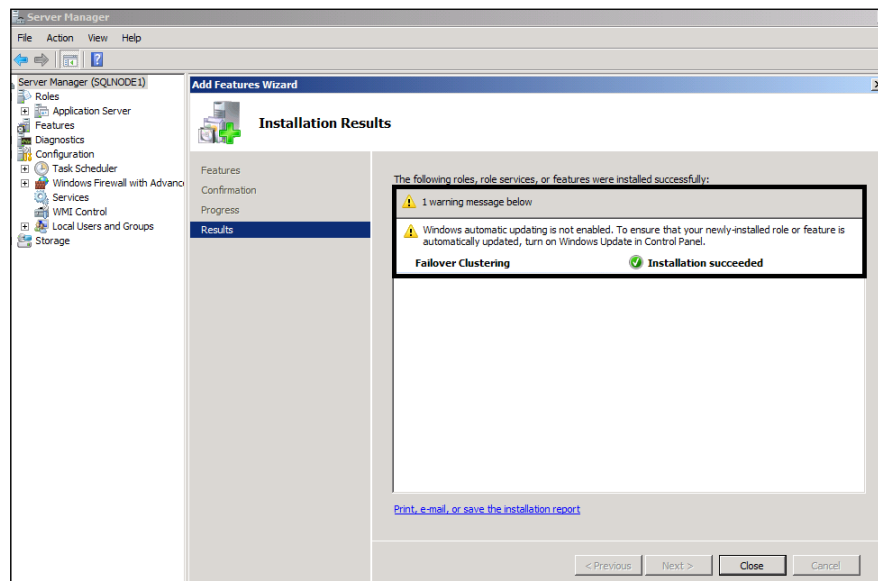 Server Manager
File Action View Help
Server Manager (SQLNODE1)
Roles
Application Server
Features
Diagnostics
Configuration
Task Scheduler
Windows Firewall with Advanc
Services
WMI Control
Local Users and Groups
Storage
Add Features Wizard
Installation Results
Features
Confirmation
Progress
Results
The following roles, role services, or features were installed successfully:
1 warning message below
Windows automatic updating is not enabled. To ensure that your newly-installed role or feature is
automatically updated, turn on Windows Update in Control Panel.
Failover Clustering Installation succeeded
Print, e-mail, or save the installation report
< Previous Next > Close Cancel